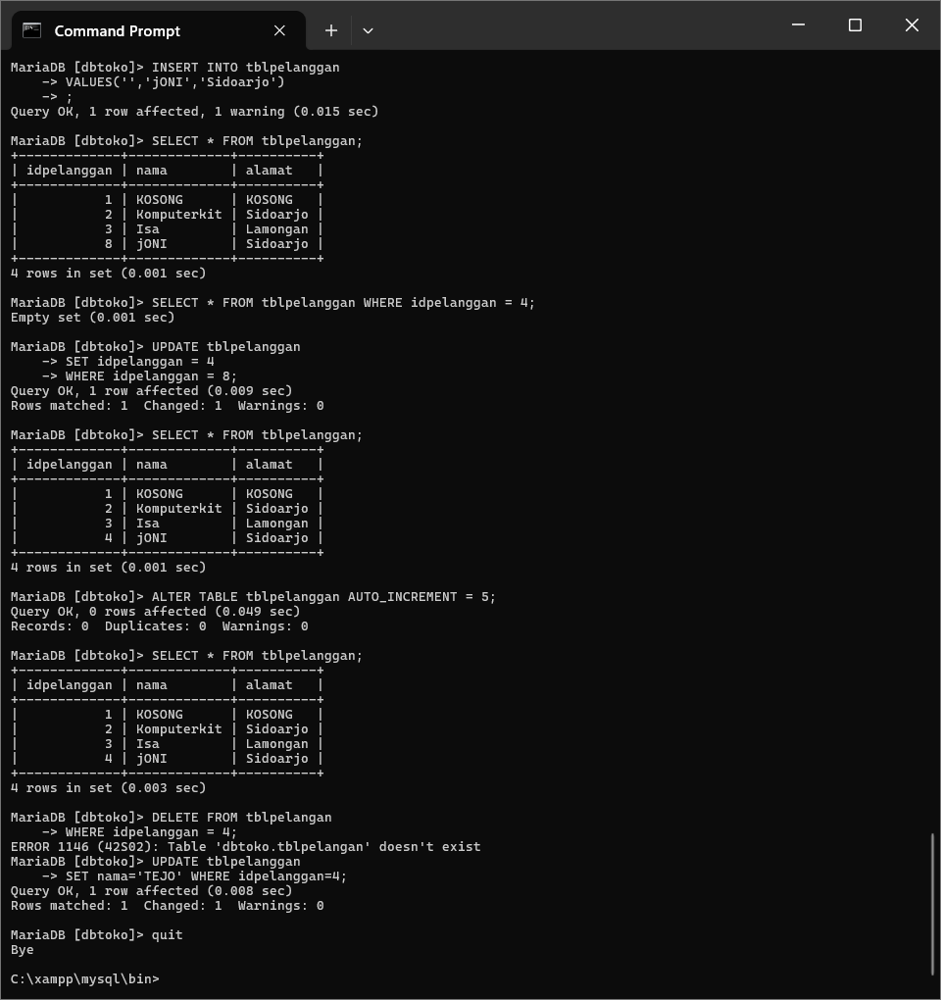 Command Prompt
MariaDB [dbtoko]> INSERT INTO tblpelanggan
    -> VALUES('','jONI','Sidoarjo')
    -> ;
Query OK, 1 row affected, 1 warning (0.015 sec)

MariaDB [dbtoko]> SELECT * FROM tblpelanggan;
+-------------+------------+----------+
| idpelanggan | nama        | alamat   |
+-------------+-------------+----------+
|           1 | KOSONG      | KOSONG   |
|           2 | Komputerkit | Sidoarjo |
|           3 | Isa         | Lamongan |
|           8 | jONI        | Sidoarjo |
+-------------+-------------+----------+
4 rows in set (0.001 sec)

MariaDB [dbtoko]> SELECT * FROM tblpelanggan WHERE idpelanggan = 4;
Empty set (0.001 sec)

MariaDB [dbtoko]> UPDATE tblpelanggan
    -> SET idpelanggan = 4
    -> WHERE idpelanggan = 8;
Query OK, 1 row affected (0.009 sec)
Rows matched: 1  Changed: 1  Warnings: 0

MariaDB [dbtoko]> SELECT * FROM tblpelanggan;
+-------------+-------------+----------+
| idpelanggan | nama        | alamat   |
+-------------+-------------+----------+
|           1 | KOSONG      | KOSONG   |
|           2 | Komputerkit | Sidoarjo |
|           3 | Isa         | Lamongan |
|           4 | jONI        | Sidoarjo |
+-------------+-------------+----------+
4 rows in set (0.001 sec)

MariaDB [dbtoko]> ALTER TABLE tblpelanggan AUTO_INCREMENT = 5;
Query OK, 0 rows affected (0.049 sec)
Records: 0  Duplicates: 0  Warnings: 0

MariaDB [dbtoko]> SELECT * FROM tblpelanggan;
+-------------+-------------+----------+
| idpelanggan | nama        | alamat   |
+-------------+-------------+----------+
|           1 | KOSONG      | KOSONG   |
|           2 | Komputerkit | Sidoarjo |
|           3 | Isa         | Lamongan |
|           4 | jONI        | Sidoarjo |
+-------------+-------------+----------+
4 rows in set (0.003 sec)

MariaDB [dbtoko]> DELETE FROM tblpelangan
    -> WHERE idpelanggan = 4;
ERROR 1146 (42S02): Table 'dbtoko.tblpelangan' doesn't exist
MariaDB [dbtoko]> UPDATE tblpelanggan
    -> SET nama='TEJO' WHERE idpelanggan=4;
Query OK, 1 row affected (0.008 sec)
Rows matched: 1  Changed: 1  Warnings: 0

MariaDB [dbtoko]> quit
Bye

C:\xampp\mysql\bin>